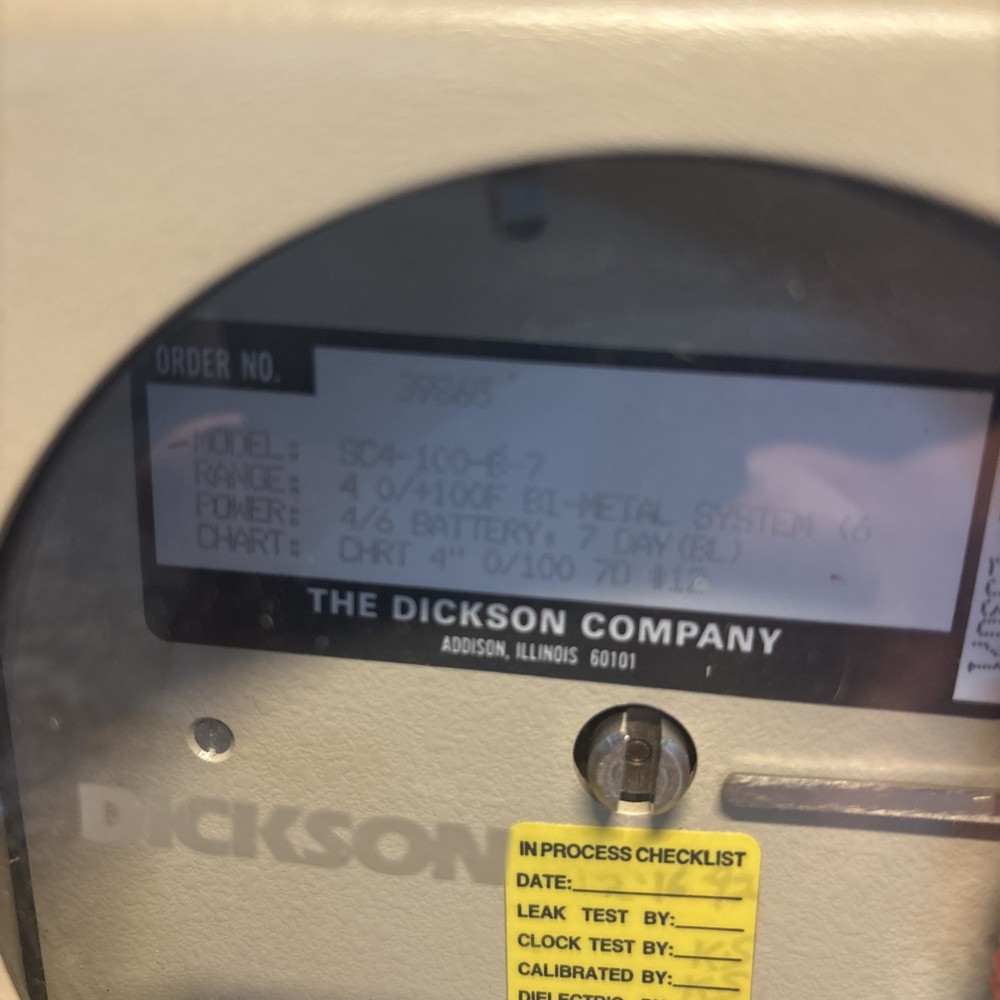 ORDER NO.
39865
MODEL: SC4-100-B-7
RANGE: 4 0/+100F BI-METAL SYSTEM (6
POWER: 4/6 BATTERY, 7 DAY(BL)
CHART: CHRT 4" 0/100 7D $12
THE DICKSON COMPANY
ADDISON, ILLINOIS 60101
DICKSON
IN PROCESS CHECKLIST
DATE:
LEAK TEST BY:
CLOCK TEST BY:
CALIBRATED BY: